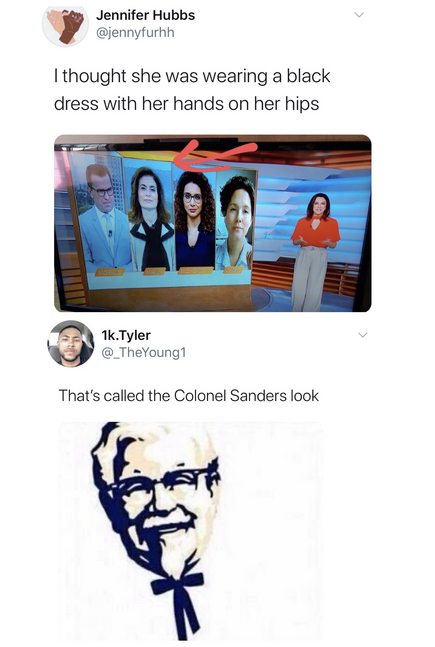 Jennifer Hubbs
@jennyfurhh
I thought she was wearing a black
dress with her hands on her hips
1k.Tyler
@_TheYoung1
That's called the Colonel Sanders look